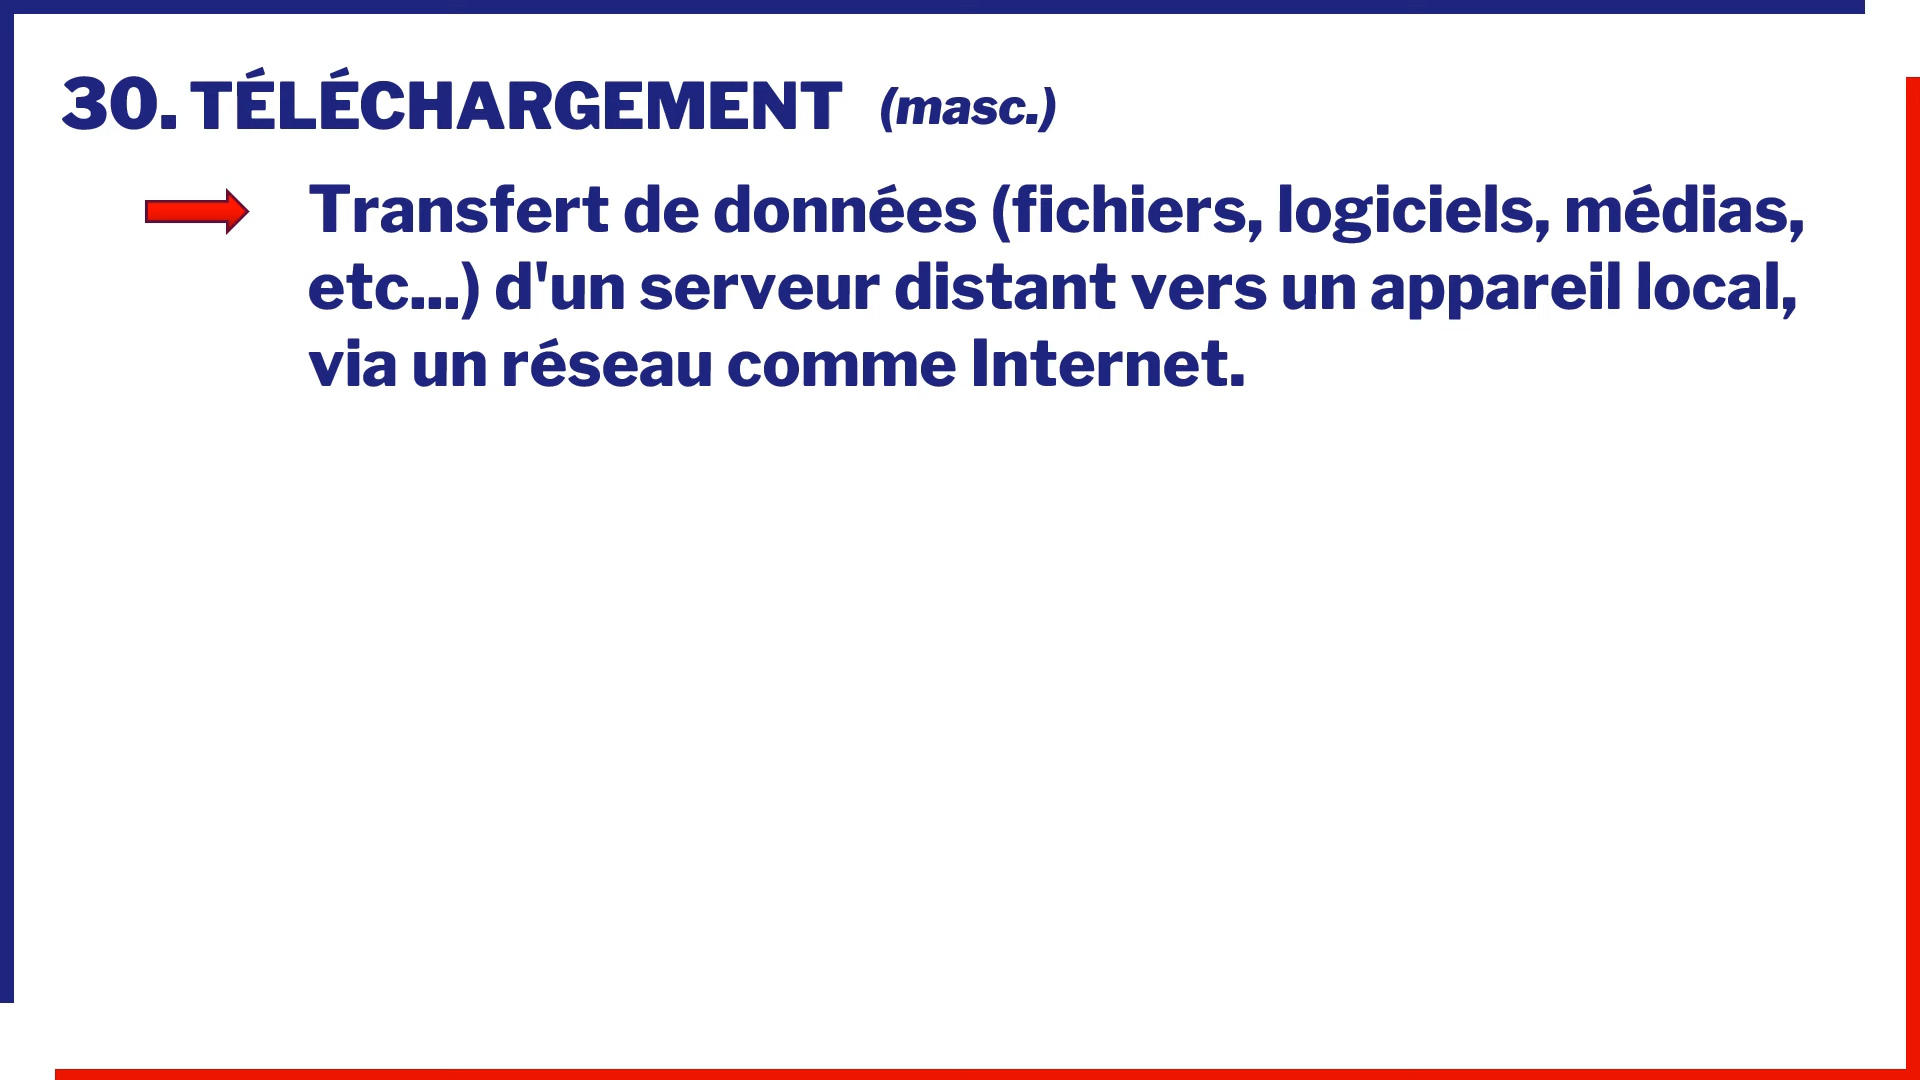 30. TÉLÉCHARGEMENT (masc.)
Transfert de données (fichiers, logiciels, médias,
etc...) d'un serveur distant vers un appareil local,
via un réseau comme Internet.